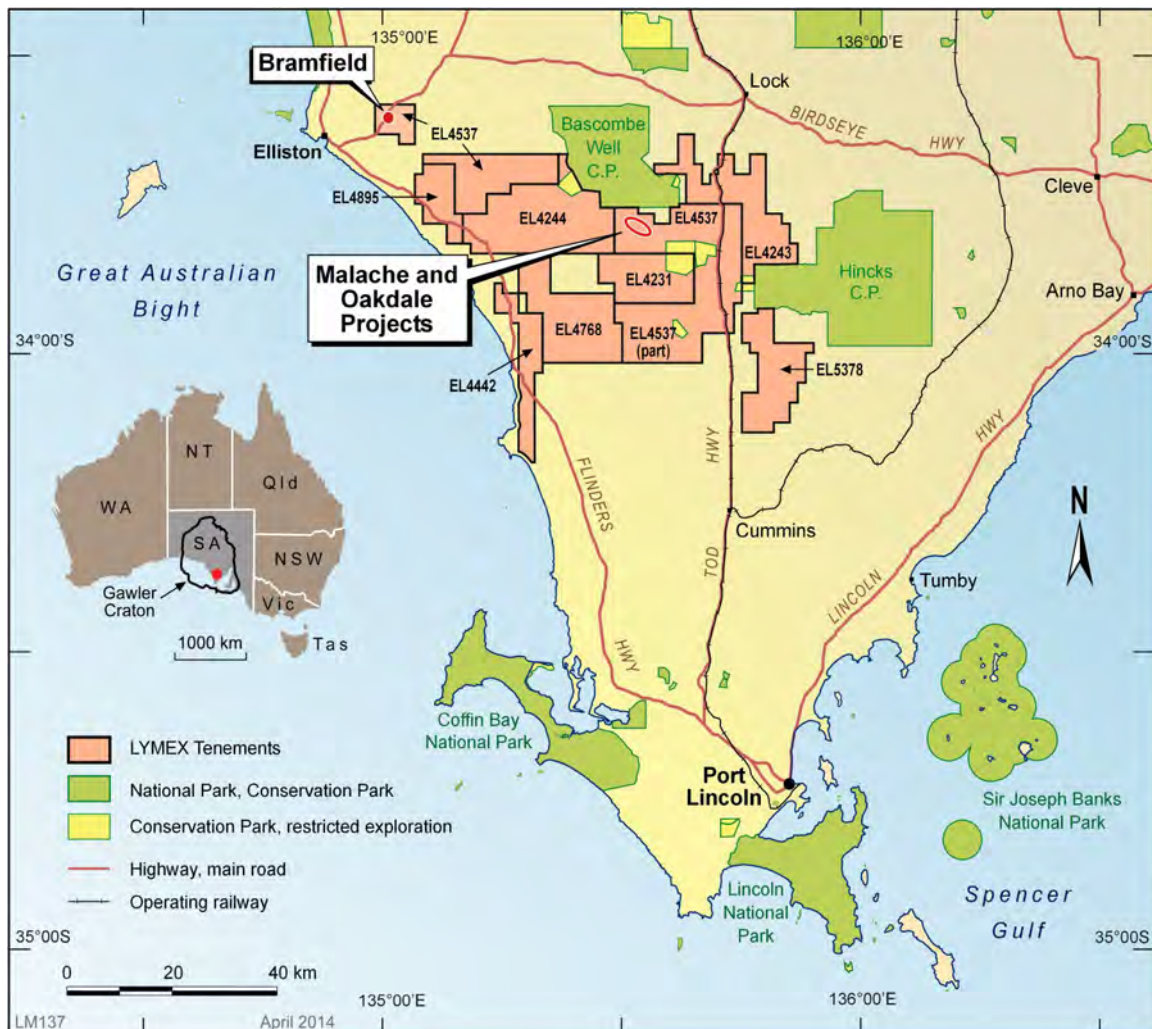 135°00'E
136°00'E
Bramfield
Lock
EL4537
Bascombe
Well
C.P.
BIRDSEYE
HWY
Elliston
Cleve
EL4895
EL4244
EL4537
EL4243
Great Australian
Bight
Malache and
Oakdale
Projects
EL4231
Hincks
C.P.
Arno Bay
EL4768
EL4537
(part)
34°00'S
34°00'S
EL4442
EL5378
NT
Qld
WA
SA
NSW
Vic
Tas
Gawler
Craton
1000 km
FLINDERS
HWY
HWY
TOD
HWY
LINCOLN
N
Cummins
Tumby
HWY
Coffin Bay
National Park
LYMEX Tenements
National Park, Conservation Park
Conservation Park, restricted exploration
Highway, main road
Operating railway
Port
Lincoln
Sir Joseph Banks
National Park
Lincoln
National
Park
Spencer
Gulf
35°00'S
35°00'S
0 20 40 km
135°00'E
136°00'E
LM137
April 2014